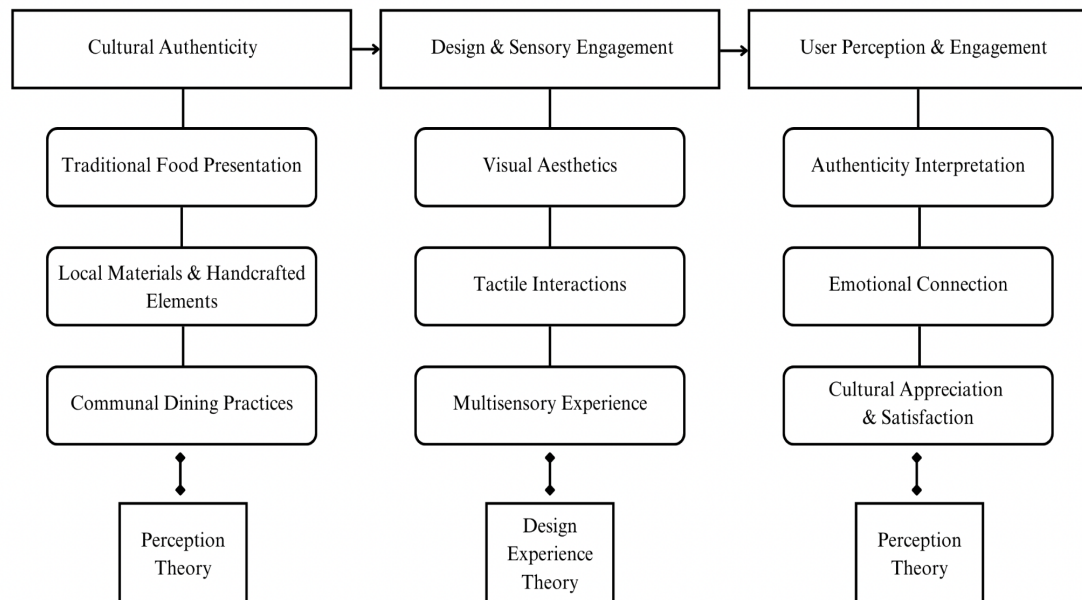 Cultural Authenticity
Design & Sensory Engagement
User Perception & Engagement
Traditional Food Presentation
Visual Aesthetics
Authenticity Interpretation
Local Materials & Handcrafted
Elements
Tactile Interactions
Emotional Connection
Communal Dining Practices
Multisensory Experience
Cultural Appreciation
& Satisfaction
Perception
Theory
Design
Experience
Theory
Perception
Theory